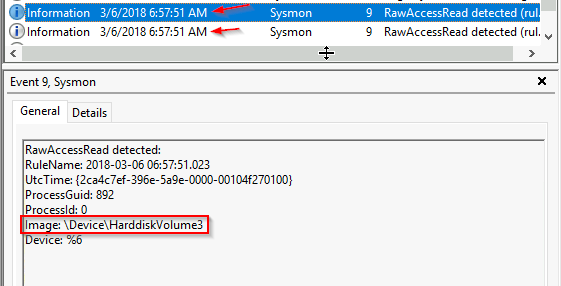 Information 3/6/2018 6:57:51 AM Sysmon 9 RawAccessRead detected (rul...
Information 3/6/2018 6:57:51 AM Sysmon 9 RawAccessRead detected (rul...
Event 9, Sysmon
General Details
RawAccessRead detected:
RuleName: 2018-03-06 06:57:51.023
UtcTime: {2ca4c7ef-396e-5a9e-0000-00104f270100}
ProcessGuid: 892
ProcessId: 0
Image: \Device\HarddiskVolume3
Device: %6